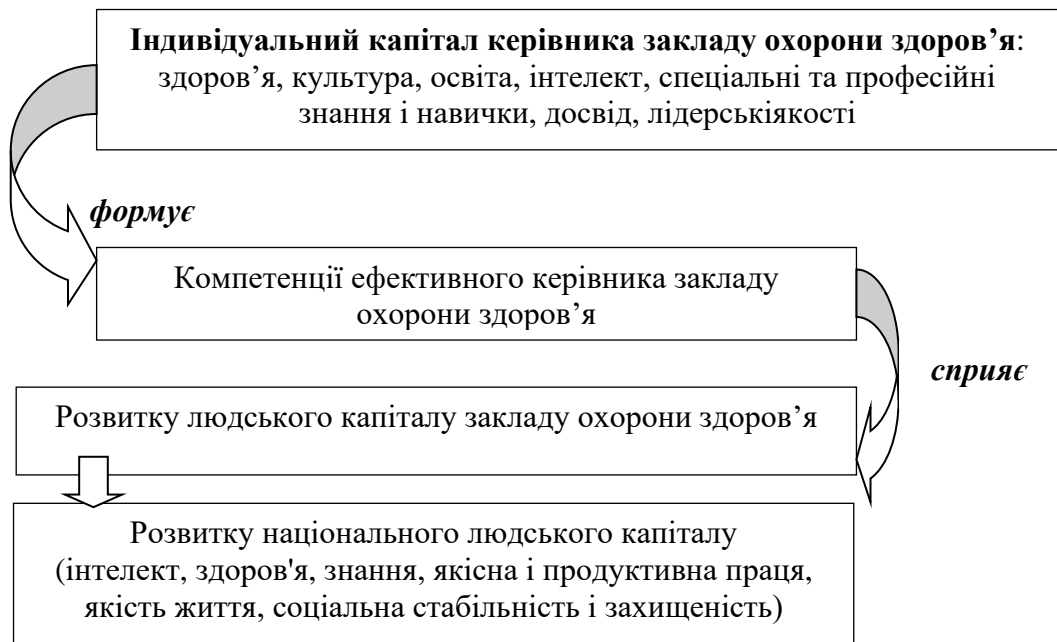 Індивідуальний капітал керівника закладу охорони здоров’я:
здоров’я, культура, освіта, інтелект, спеціальні та професійні
знання і навички, досвід, лідерськіякості
формує
Компетенції ефективного керівника закладу
охорони здоров’я
сприяє
Розвитку людського капіталу закладу охорони здоров’я
Розвитку національного людського капіталу
(інтелект, здоров'я, знання, якісна і продуктивна праця,
якість життя, соціальна стабільність і захищеність)